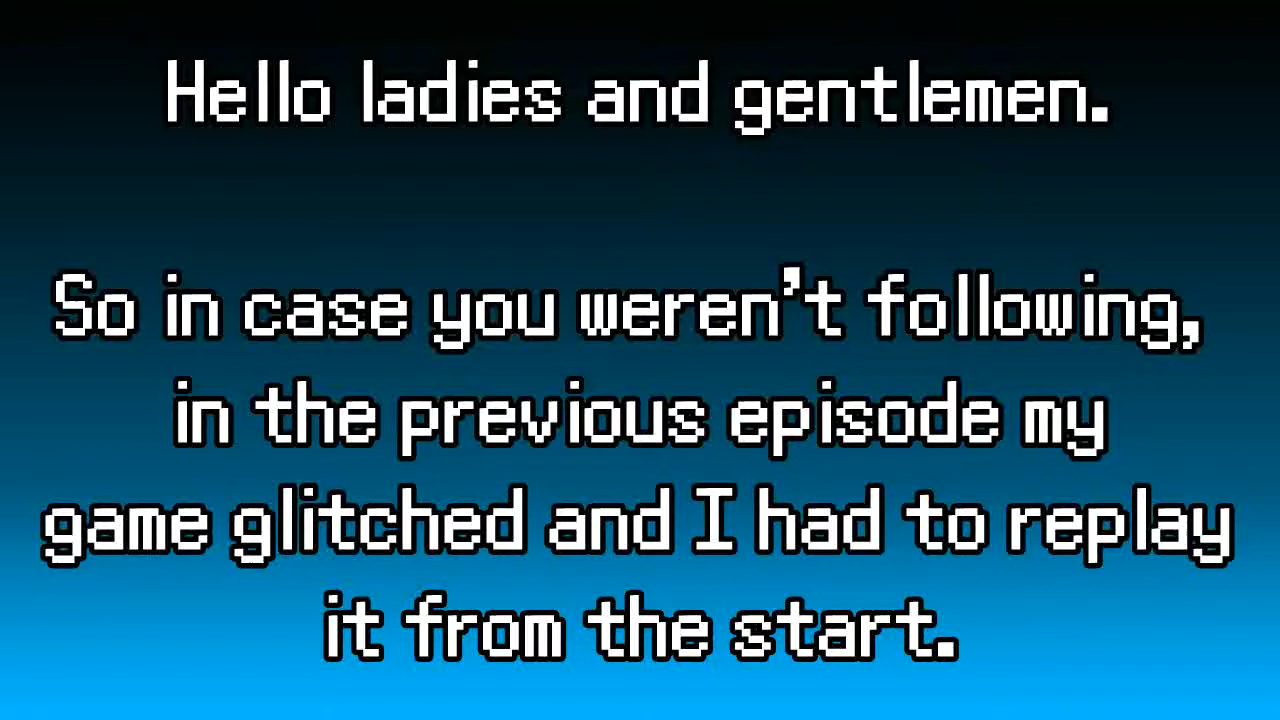 Hello ladies and gentlemen.
So in case you weren't following,
in the previous episode my
game glitched and I had to replay
it from the start.